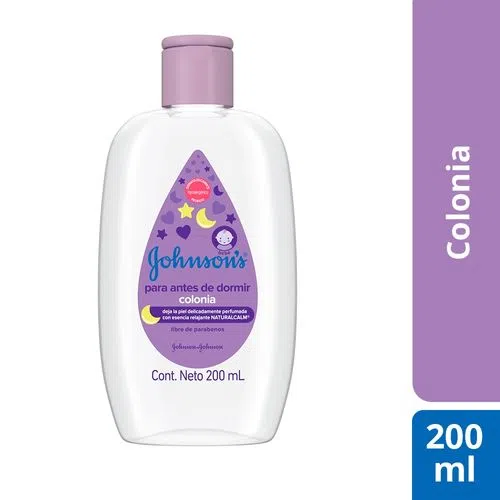 bebé
Johnson's
para antes de dormir
colonia
deja la piel delicadamente perfumada
con esencia relajante NATURALCALM®
libre de parabenos
Johnson & Johnson
Cont. Neto 200 mL
Colonia
200
ml